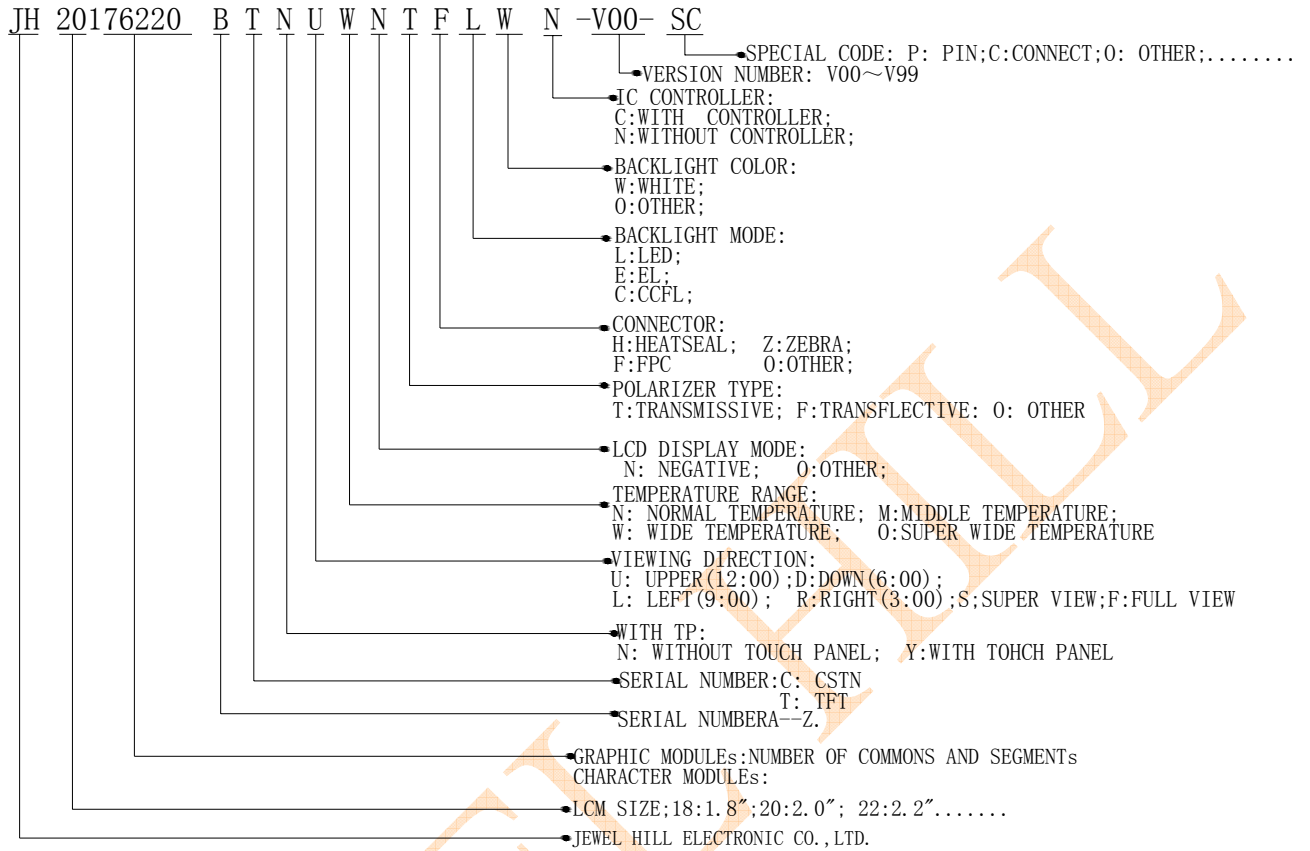 JH 20176220 B T N U W N T F L W N -V00- SC
SPECIAL CODE: P: PIN;C:CONNECT;O: OTHER;........
VERSION NUMBER: V00～V99
IC CONTROLLER:
C:WITH CONTROLLER;
N:WITHOUT CONTROLLER;
BACKLIGHT COLOR:
W:WHITE;
O:OTHER;
BACKLIGHT MODE:
L:LED;
E:EL;
C:CCFL;
CONNECTOR:
H:HEATSEAL; Z:ZEBRA;
F:FPC O:OTHER;
POLARIZER TYPE:
T:TRANSMISSIVE; F:TRANSFLECTIVE: O: OTHER
LCD DISPLAY MODE:
N: NEGATIVE; O:OTHER;
TEMPERATURE RANGE:
N: NORMAL TEMPERATURE; M:MIDDLE TEMPERATURE;
W: WIDE TEMPERATURE; O:SUPER WIDE TEMPERATURE
VIEWING DIRECTION:
U: UPPER(12:00);D:DOWN(6:00);
L: LEFT(9:00); R:RIGHT(3:00);S;SUPER VIEW;F:FULL VIEW
WITH TP:
N: WITHOUT TOUCH PANEL; Y:WITH TOHCH PANEL
SERIAL NUMBER:C: CSTN
T: TFT
SERIAL NUMBERA--Z.
GRAPHIC MODULEs:NUMBER OF COMMONS AND SEGMENTs
CHARACTER MODULEs:
LCM SIZE;18:1.8″;20:2.0″; 22:2.2″.......
JEWEL HILL ELECTRONIC CO.,LTD.
HILL